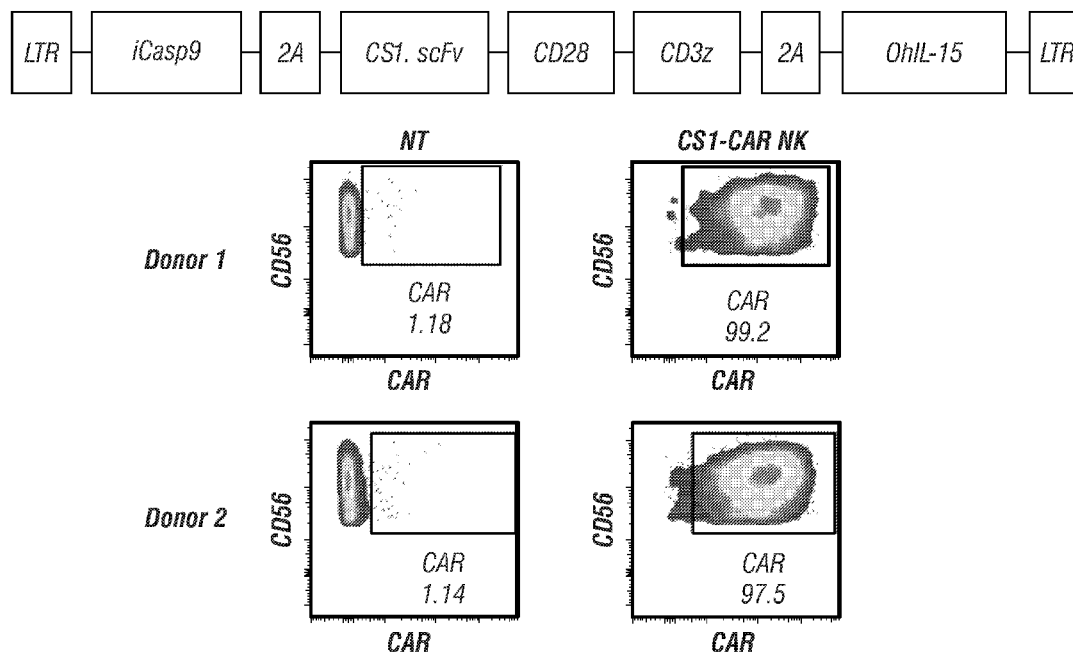 LTR iCasp9 2A CS1. scFv CD28 CD3z 2A OhIL-15 LTR
NT CS1-CAR NK
Donor 1
CD56
CAR
1.18
CAR
CD56
CAR
99.2
CAR
Donor 2
CD56
CAR
1.14
CAR
CD56
CAR
97.5
CAR